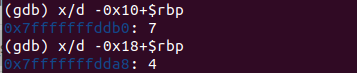 (gdb) x/d -0x10+$rbp
0x7fffffffddb0: 7
(gdb) x/d -0x18+$rbp
0x7fffffffdda8: 4